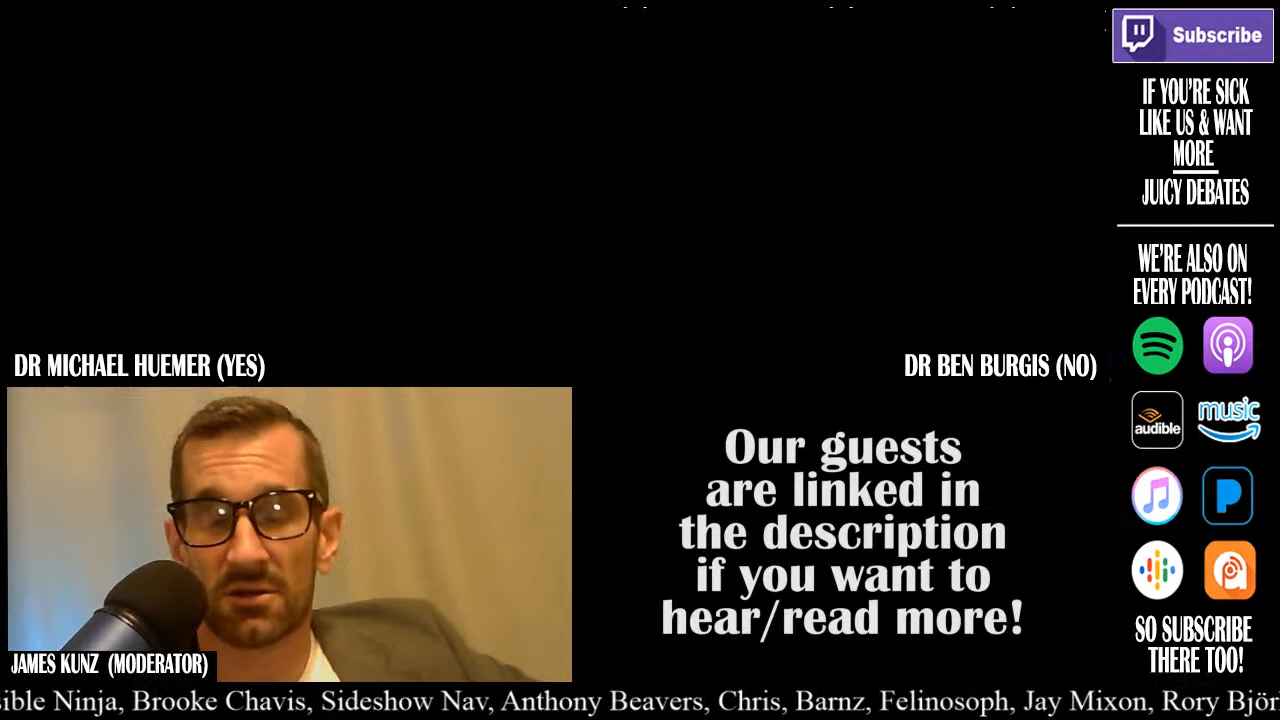 Subscribe
IF YOU'RE SICK
LIKE US & WANT
MORE
JUICY DEBATES
WE'RE ALSO ON
EVERY PODCAST!
DR MICHAEL HUEMER (YES)
DR BEN BURGIS (NO)
audible
music
Our guests
are linked in
the description
if you want to
hear/read more!
SO SUBSCRIBE
THERE TOO!
JAMES KUNZ (MODERATOR)
Ninja, Brooke Chavis, Sideshow Nav, Anthony Beavers, Chris, Barnz, Felinosoph, Jay Mixon, Rory